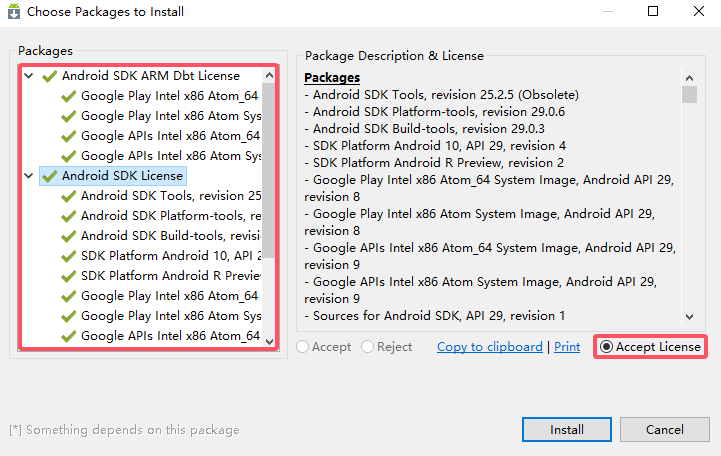 Choose Packages to Install
Packages
Android SDK ARM Dbt License
Google Play Intel x86 Atom_64
Google Play Intel x86 Atom Sys
Google APIs Intel x86 Atom_64
Google APIs Intel x86 Atom Sys
Android SDK License
Android SDK Tools, revision 25
Android SDK Platform-tools, re
Android SDK Build-tools, revisi
SDK Platform Android 10, API 2
SDK Platform Android R Preview
Google Play Intel x86 Atom_64
Google Play Intel x86 Atom Sys
Google APIs Intel x86 Atom_64
Package Description & License
Packages
- Android SDK Tools, revision 25.2.5 (Obsolete)
- Android SDK Platform-tools, revision 29.0.6
- Android SDK Build-tools, revision 29.0.3
- SDK Platform Android 10, API 29, revision 4
- SDK Platform Android R Preview, revision 2
- Google Play Intel x86 Atom_64 System Image, Android API 29,
revision 8
- Google Play Intel x86 Atom System Image, Android API 29,
revision 8
- Google APIs Intel x86 Atom_64 System Image, Android API 29,
revision 9
- Google APIs Intel x86 Atom System Image, Android API 29,
revision 9
- Sources for Android SDK, API 29, revision 1
Accept Reject Copy to clipboard | Print Accept License
[*] Something depends on this package
Install Cancel